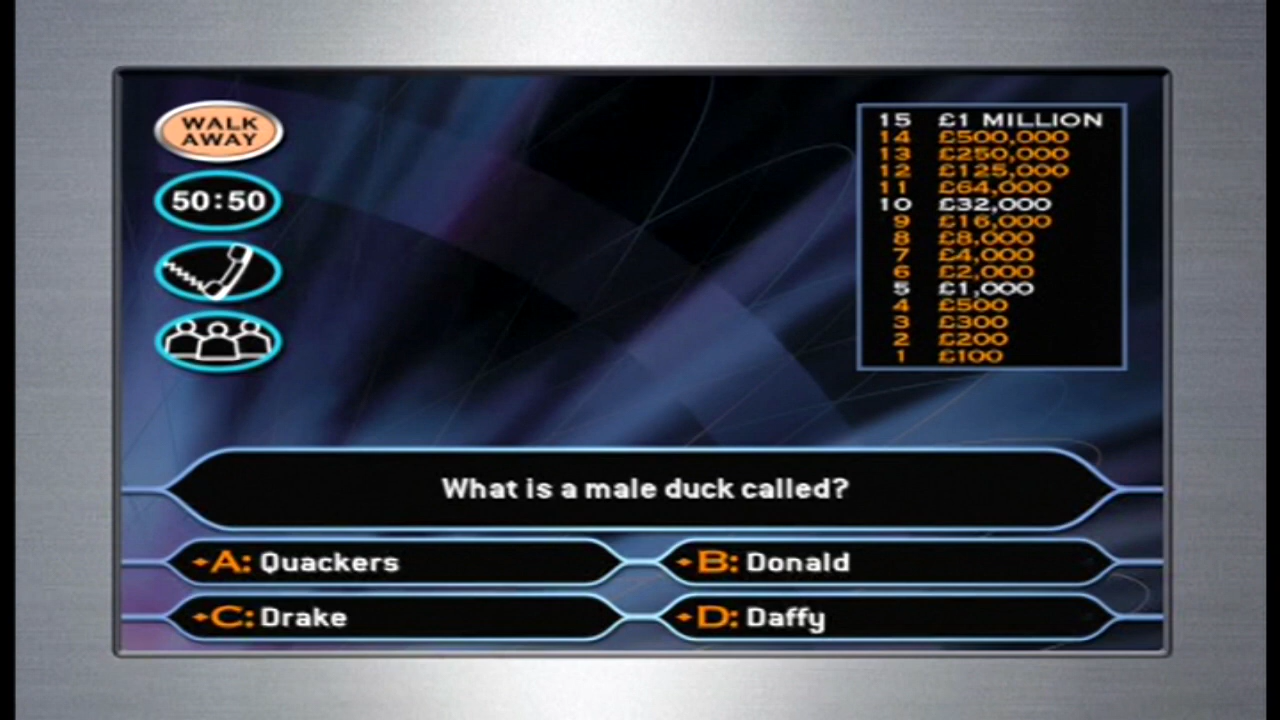 WALK
AWAY
50:50
15 £1 MILLION
14 £500,000
13 £250,000
12 £125,000
11 £64,000
10 £32,000
9 £16,000
8 £8,000
7 £4,000
6 £2,000
5 £1,000
4 £500
3 £300
2 £200
1 £100
What is a male duck called?
A: Quackers
B: Donald
C: Drake
D: Daffy